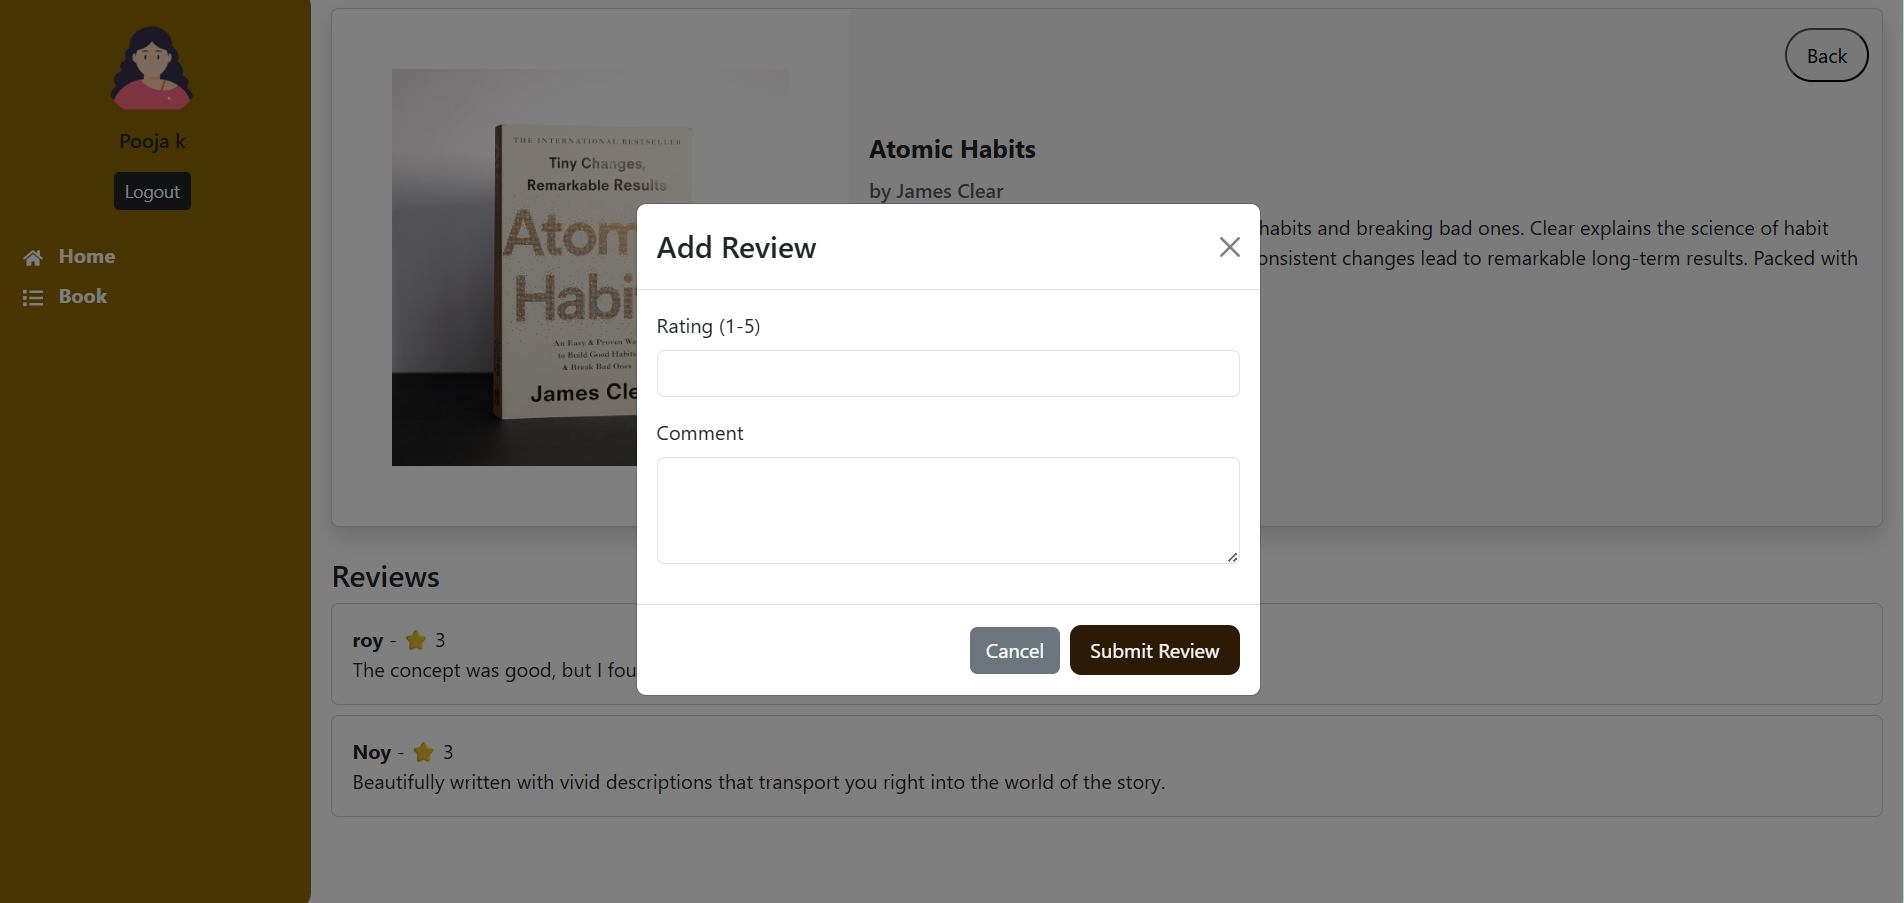 Pooja k
Logout
Home
Book
Back
THE INTERNATIONAL BESTSELLER
Tiny Changes,
Remarkable Results
Atom
Habi
An Easy & Proven Wa
to Build Good Habits
& Break Bad Ones
James Cle
Atomic Habits
by James Clear
habits and breaking bad ones. Clear explains the science of habit
onsistent changes lead to remarkable long-term results. Packed with
Add Review
Rating (1-5)
Comment
Cancel
Submit Review
Reviews
roy - ⭐ 3
The concept was good, but I fou
Noy - ⭐ 3
Beautifully written with vivid descriptions that transport you right into the world of the story.